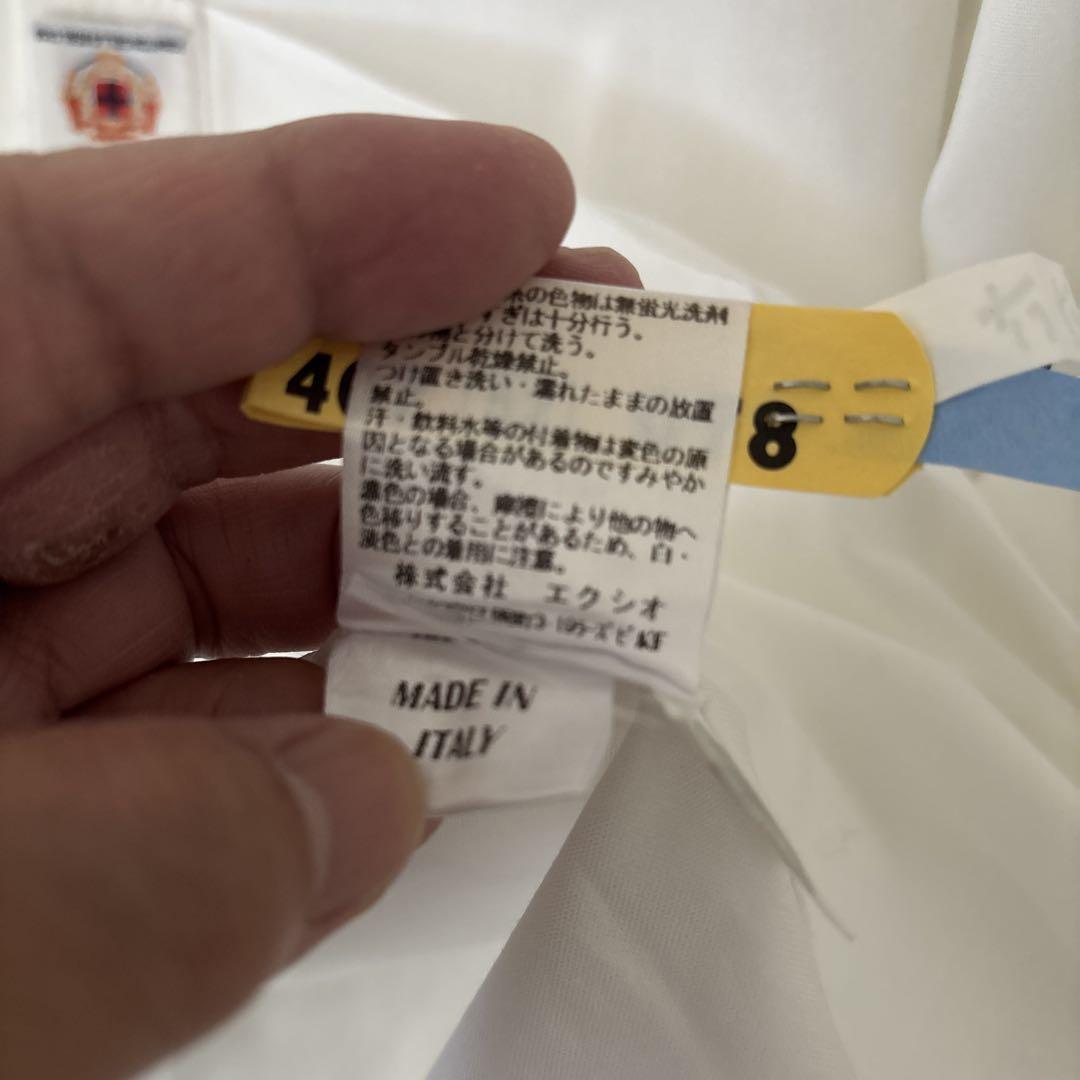 の色物は無蛍光洗剤
すぎは十分行う。
と分けて洗う。
タンブル乾燥禁止。
つけ置き洗い・濡れたままの放置
禁止。
汗・飲料水等の付着物は変色の原
因となる場合があるのですみやか
に洗い流す。
濃色の場合、摩擦により他の物へ
色移りすることがあるため、白・
淡色との着用に注意。
株式会社 エクシオ
MADE IN
ITALY
40
8